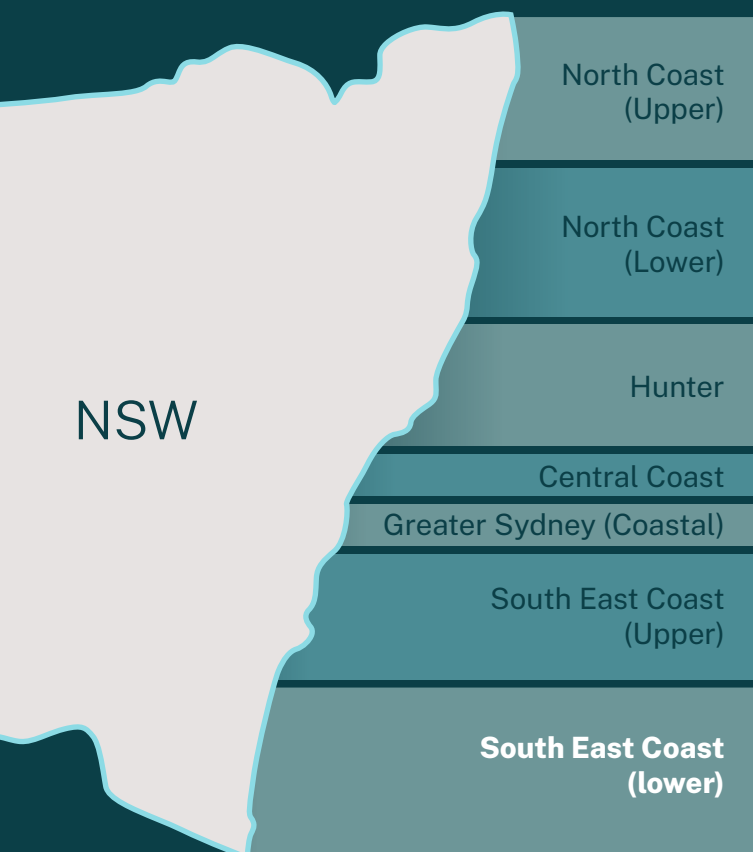 North Coast
(Upper)
North Coast
(Lower)
Hunter
NSW
Central Coast
Greater Sydney (Coastal)
South East Coast
(Upper)
South East Coast
(lower)